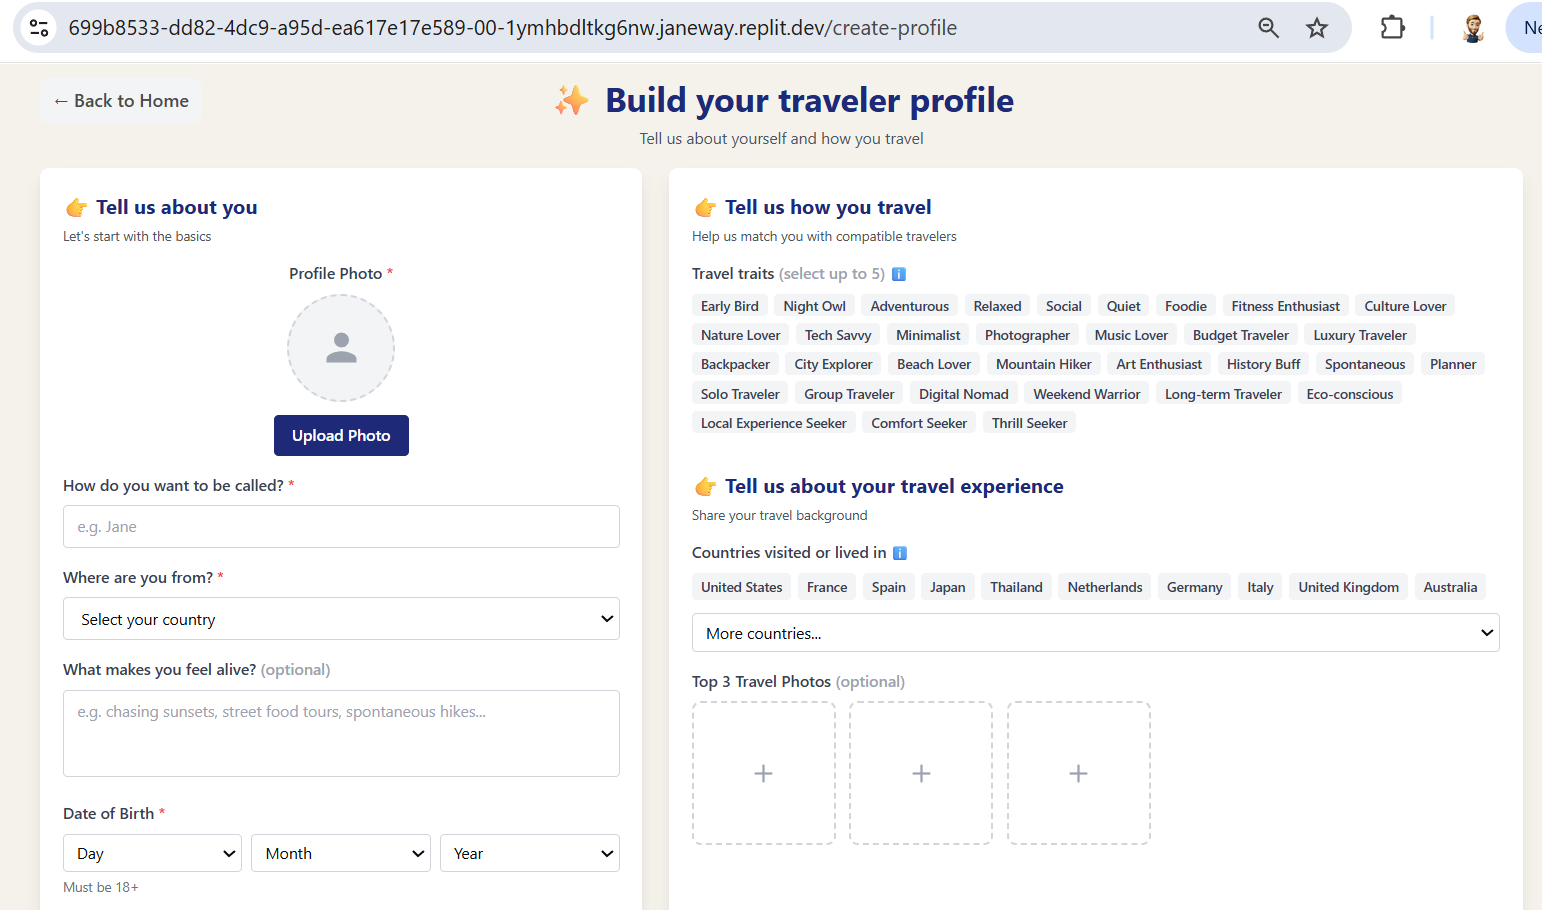 699b8533-dd82-4dc9-a95d-ea617e17e589-00-1ymhbdltkg6nw.janeway.replit.dev/create-profile
Ne
← Back to Home
✨ Build your traveler profile
Tell us about yourself and how you travel
👉 Tell us about you
Let's start with the basics
Profile Photo *
Upload Photo
How do you want to be called? *
e.g. Jane
Where are you from? *
Select your country
What makes you feel alive? (optional)
e.g. chasing sunsets, street food tours, spontaneous hikes...
Date of Birth *
Day Month Year
Must be 18+
👉 Tell us how you travel
Help us match you with compatible travelers
Travel traits (select up to 5) ℹ️
Early Bird Night Owl Adventurous Relaxed Social Quiet Foodie Fitness Enthusiast Culture Lover
Nature Lover Tech Savvy Minimalist Photographer Music Lover Budget Traveler Luxury Traveler
Backpacker City Explorer Beach Lover Mountain Hiker Art Enthusiast History Buff Spontaneous Planner
Solo Traveler Group Traveler Digital Nomad Weekend Warrior Long-term Traveler Eco-conscious
Local Experience Seeker Comfort Seeker Thrill Seeker
👉 Tell us about your travel experience
Share your travel background
Countries visited or lived in ℹ️
United States France Spain Japan Thailand Netherlands Germany Italy United Kingdom Australia
More countries...
Top 3 Travel Photos (optional)
+ + +